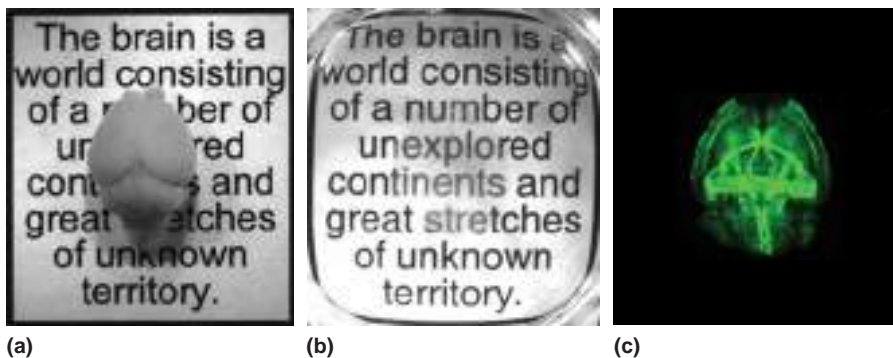 The brain is a
world consisting
of a of
and
great
of unknown
territory.
The brain is a
world consisting
of a number of
unexplored
continents and
great stretches
of unknown
territory.
(a)
(b)
(c)